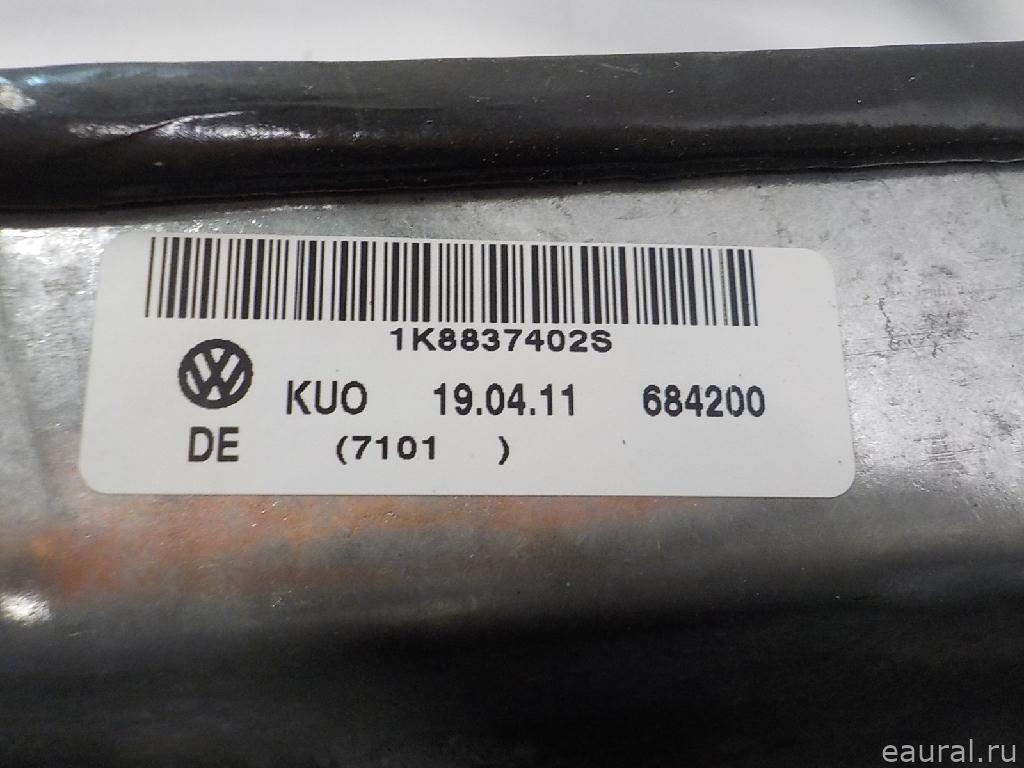 1K8837402S
KUO 19.04.11 684200
DE (7101 )
eaural.ru